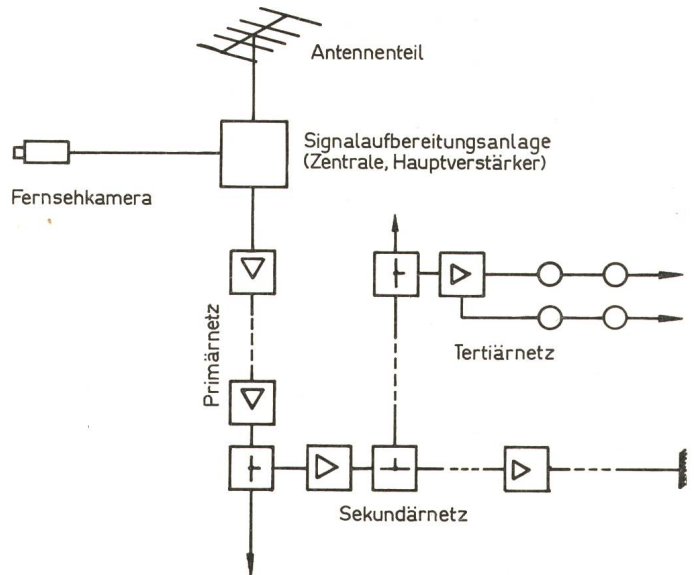 Antennenteil
Signalaufbereitungsanlage
(Zentrale, Hauptverstärker)
Fernsehkamera
Primärnetz
Tertiärnetz
Sekundärnetz